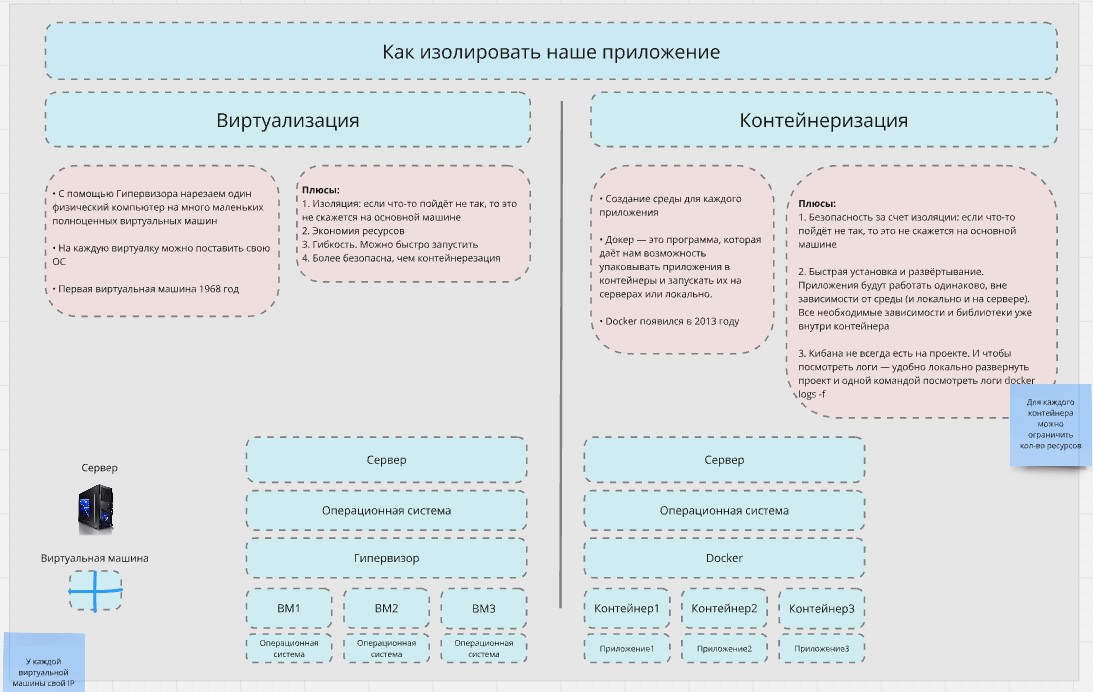 Как изолировать наше приложение
Виртуализация
• С помощью Гипервизора нарезаем один
физический компьютер на много маленьких
полноценных виртуальных машин
• На каждую виртуалку можно поставить свою
ОС
• Первая виртуальная машина 1968 год
Плюсы:
1. Изоляция: если что-то пойдёт не так, то это
не скажется на основной машине
2. Экономия ресурсов
3. Гибкость. Можно быстро запустить
4. Более безопасна, чем контейнерезация
Сервер
Виртуальная машина
У каждой
виртуальной
машины свой IP
Сервер
Операционная система
Гипервизор
ВМ1
ВМ2
ВМ3
Операционная
система
Операционная
система
Операционная
система
Контейнеризация
• Создание среды для каждого
приложения
• Докер — это программа, которая
даёт нам возможность
упаковывать приложения в
контейнеры и запускать их на
серверах или локально.
• Docker появился в 2013 году
Плюсы:
1. Безопасность за счет изоляции: если что-то
пойдёт не так, то это не скажется на основной
машине
2. Быстрая установка и развёртывание.
Приложения будут работать одинаково, вне
зависимости от среды (и локально и на сервере).
Все необходимые зависимости и библиотеки уже
внутри контейнера
3. Кибана не всегда есть на проекте. И чтобы
посмотреть логи — удобно локально развернуть
проект и одной командой посмотреть логи docker
logs -f
Для каждого
контейнера
можно
ограничить
кол-во ресурсов
Сервер
Операционная система
Docker
Контейнер1
Контейнер2
Контейнер3
Приложение1
Приложение2
Приложение3